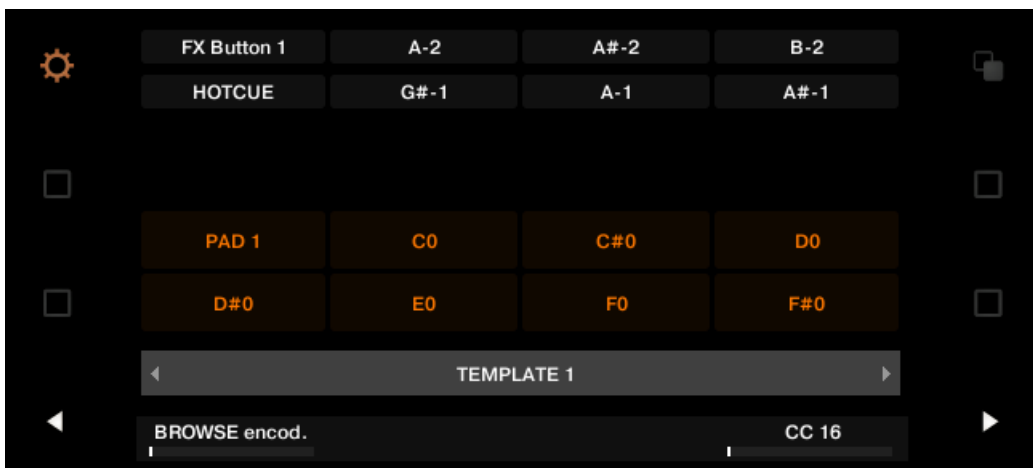 FX Button 1 A-2 A#-2 B-2
HOTCUE G#-1 A-1 A#-1
PAD 1 C0 C#0 D0
D#0 E0 F0 F#0
TEMPLATE 1
BROWSE encod. CC 16